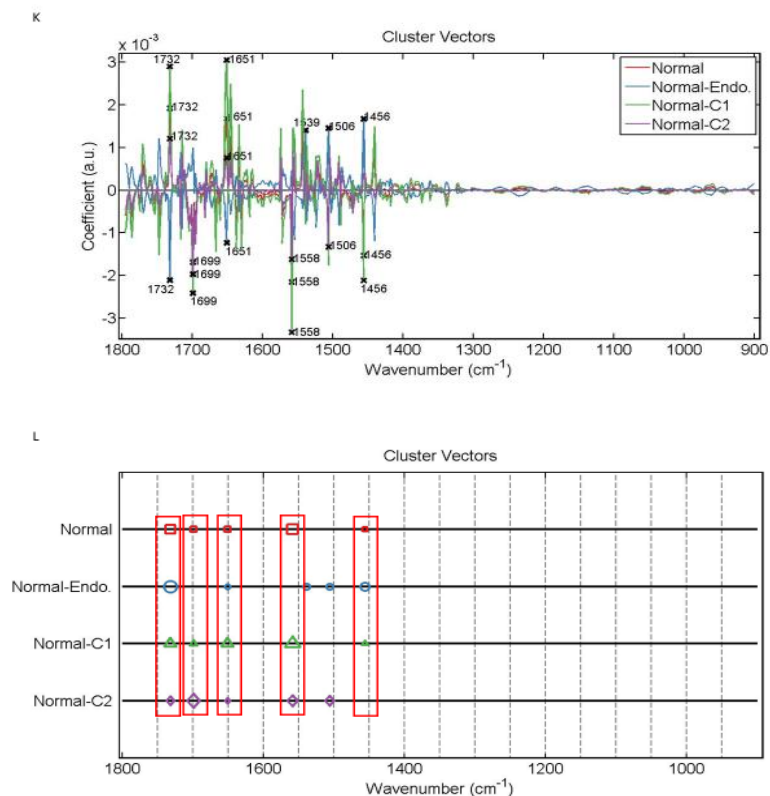 K
Cluster Vectors
x 10⁻³
3
2
1
0
-1
-2
-3
Coefficient (a.u.)
1732
1732
1732
1732
1699
1699
1699
1651
1651
1651
1651
1558
1558
1558
1539
1506
1506
1456
1456
1456
Normal
Normal-Endo.
Normal-C1
Normal-C2
1800 1700 1600 1500 1400 1300 1200 1100 1000 900
Wavenumber (cm⁻¹)
L
Cluster Vectors
Normal
Normal-Endo.
Normal-C1
Normal-C2
1800 1600 1400 1200 1000
Wavenumber (cm⁻¹)